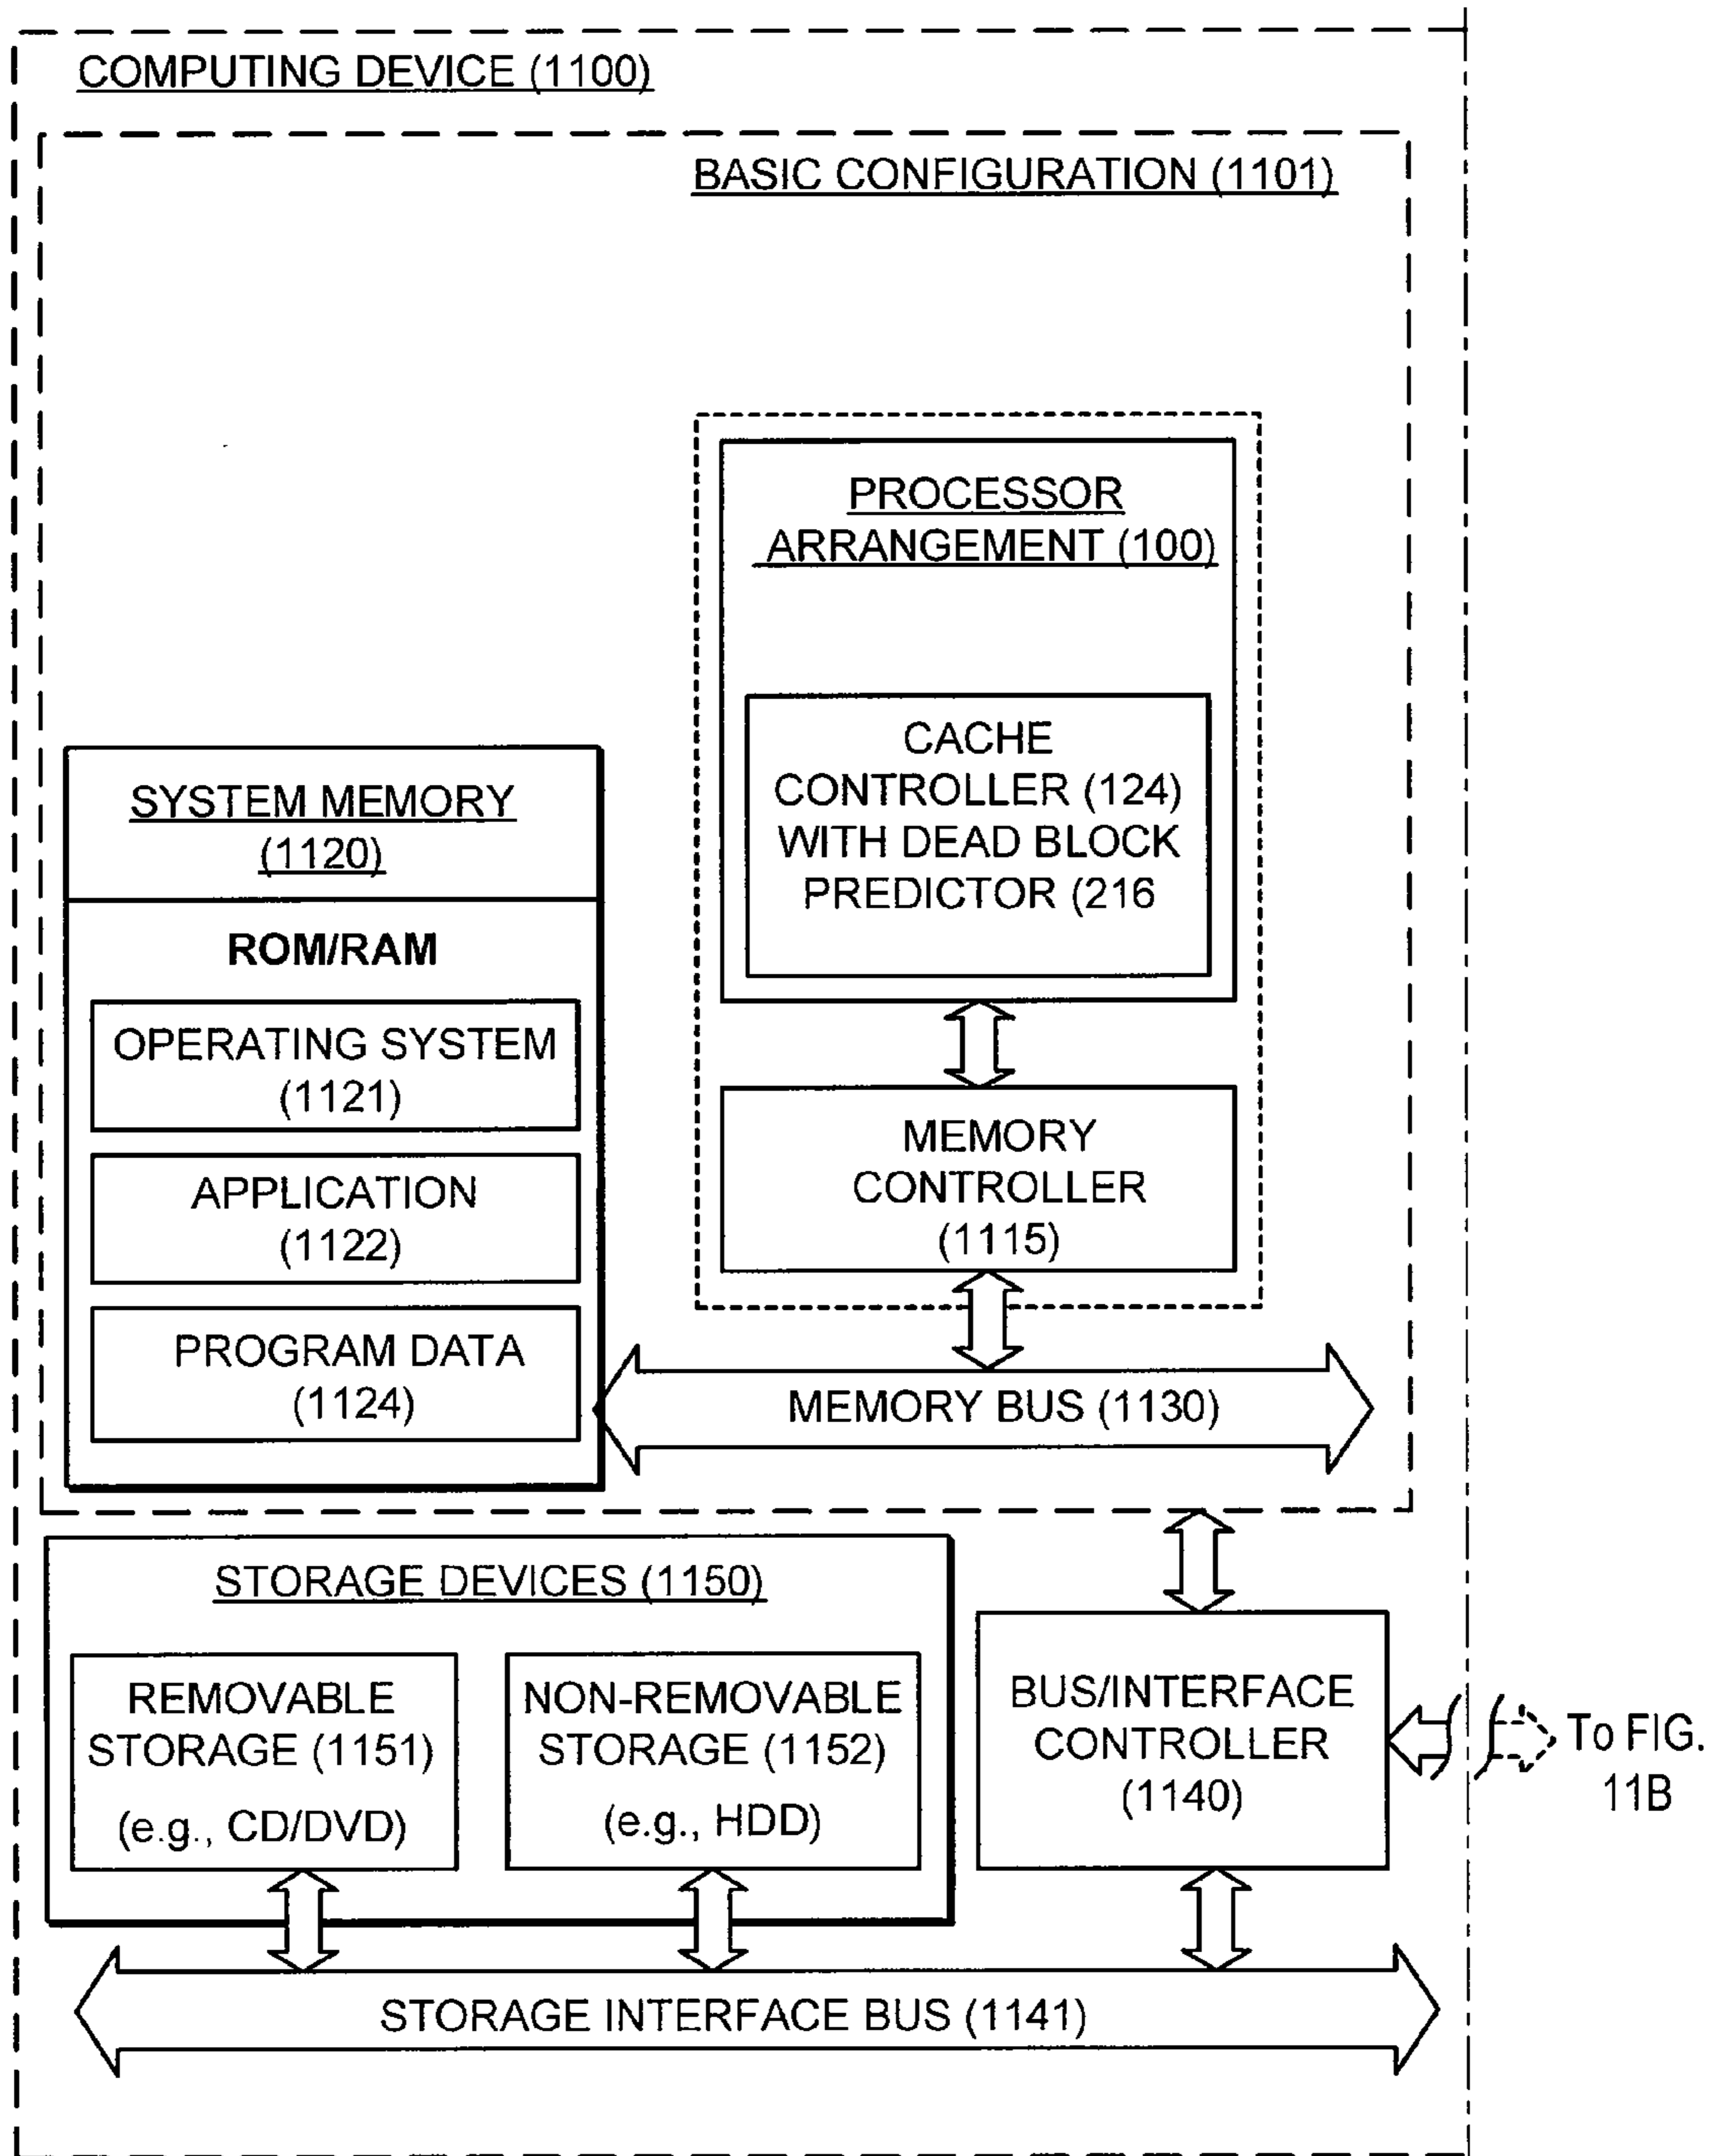 COMPUTING DEVICE (1100)
BASIC CONFIGURATION (1101)
PROCESSOR
ARRANGEMENT (100)
CACHE
CONTROLLER (124)
WITH DEAD BLOCK
PREDICTOR (216
SYSTEM MEMORY
(1120)
ROM/RAM
OPERATING SYSTEM
(1121)
APPLICATION
(1122)
PROGRAM DATA
(1124)
MEMORY
CONTROLLER
(1115)
MEMORY BUS (1130)
STORAGE DEVICES (1150)
REMOVABLE
STORAGE (1151)
(e.g., CD/DVD)
NON-REMOVABLE
STORAGE (1152)
(e.g., HDD)
BUS/INTERFACE
CONTROLLER
(1140)
To FIG.
11B
STORAGE INTERFACE BUS (1141)